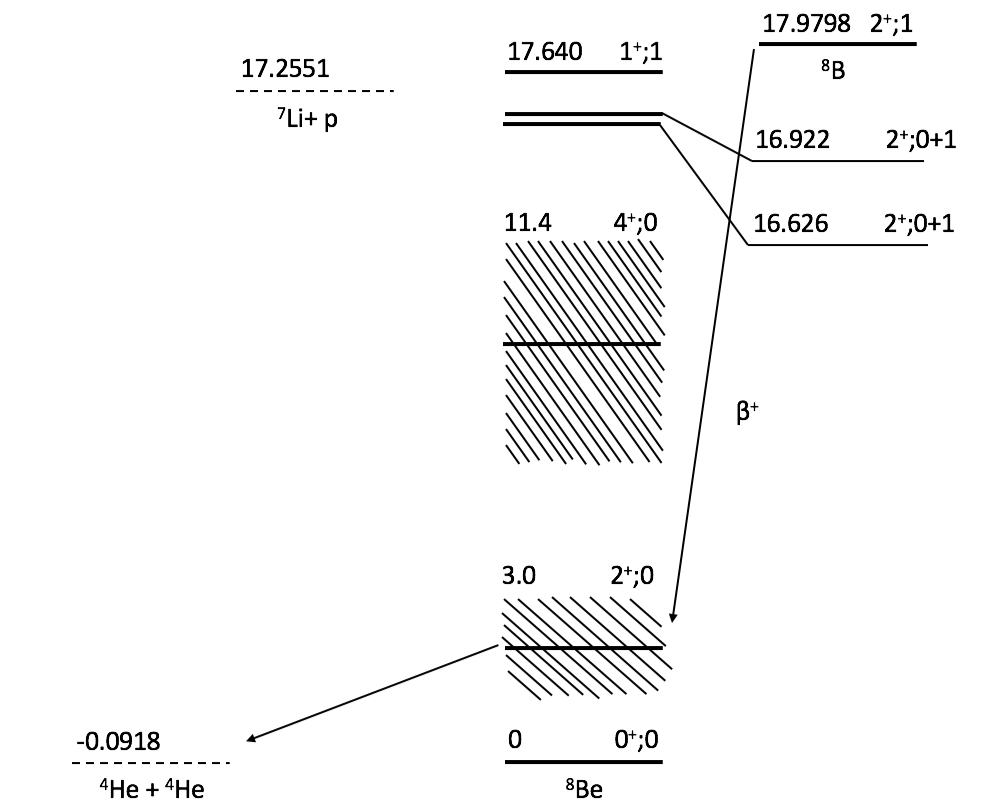 17.9798 2⁺;1
⁸B
17.640 1⁺;1
17.2551
⁷Li+ p
16.922 2⁺;0+1
16.626 2⁺;0+1
11.4 4⁺;0
β⁺
3.0 2⁺;0
-0.0918
⁴He + ⁴He
0 0⁺;0
⁸Be